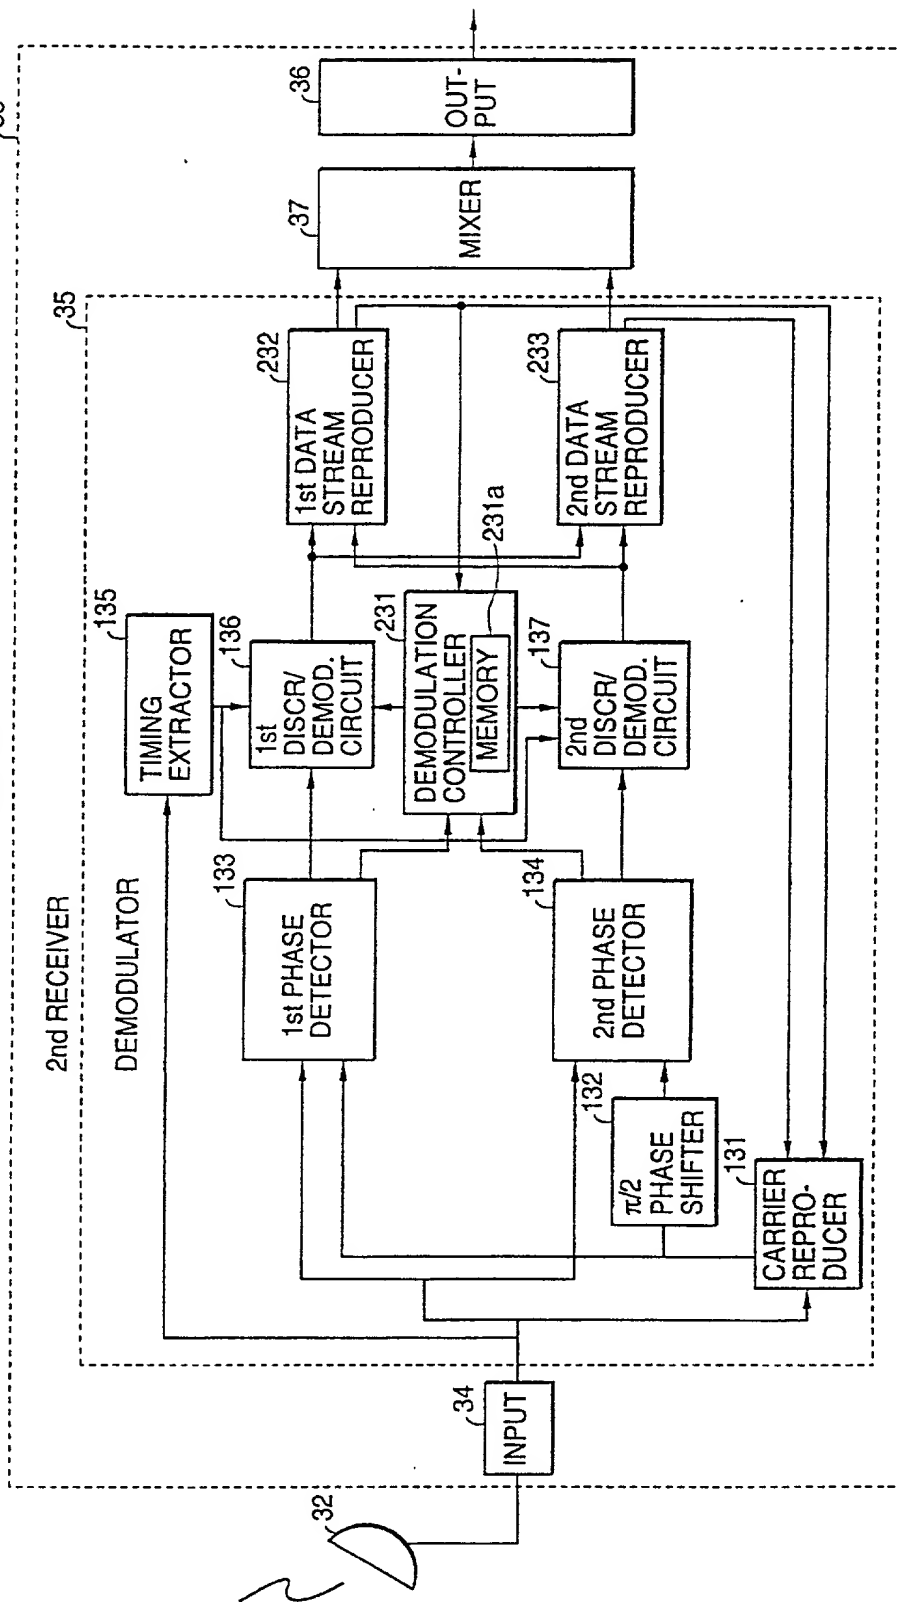 2nd RECEIVER
DEMODULATOR
35
32
34
INPUT
135
TIMING
EXTRACTOR
133
1st PHASE
DETECTOR
136
1st
DISCR/
DEMOD.
CIRCUIT
232
1st DATA
STREAM
REPRODUCER
231
DEMODULATION
CONTROLLER
MEMORY
231a
134
2nd PHASE
DETECTOR
132
π/2
PHASE
SHIFTER
131
CARRIER
REPRO-
DUCER
137
2nd
DISCR/
DEMOD.
CIRCUIT
233
2nd DATA
STREAM
REPRODUCER
37
MIXER
36
OUT-
PUT